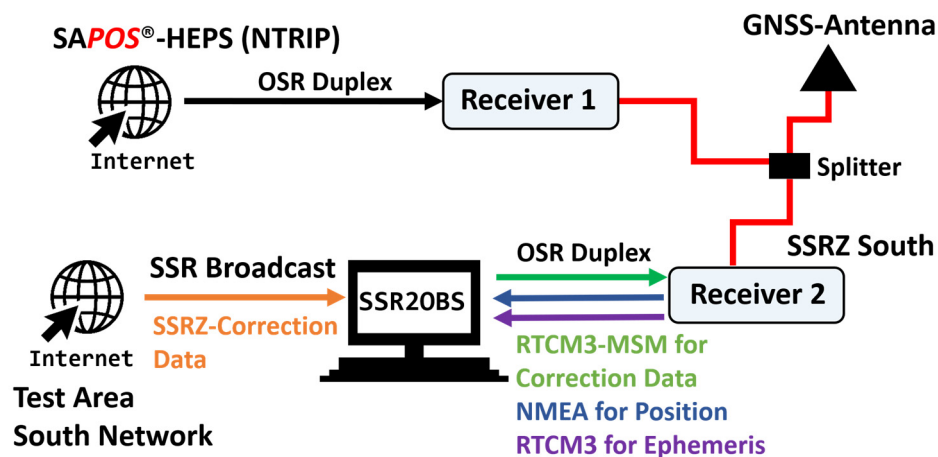 SAPOS®-HEPS (NTRIP)
GNSS-Antenna
OSR Duplex
Receiver 1
Internet
Splitter
SSRZ South
SSR Broadcast
OSR Duplex
SSR2OBS
Receiver 2
SSRZ-Correction
Data
Internet
RTCM3-MSM for
Correction Data
NMEA for Position
RTCM3 for Ephemeris
Test Area
South Network